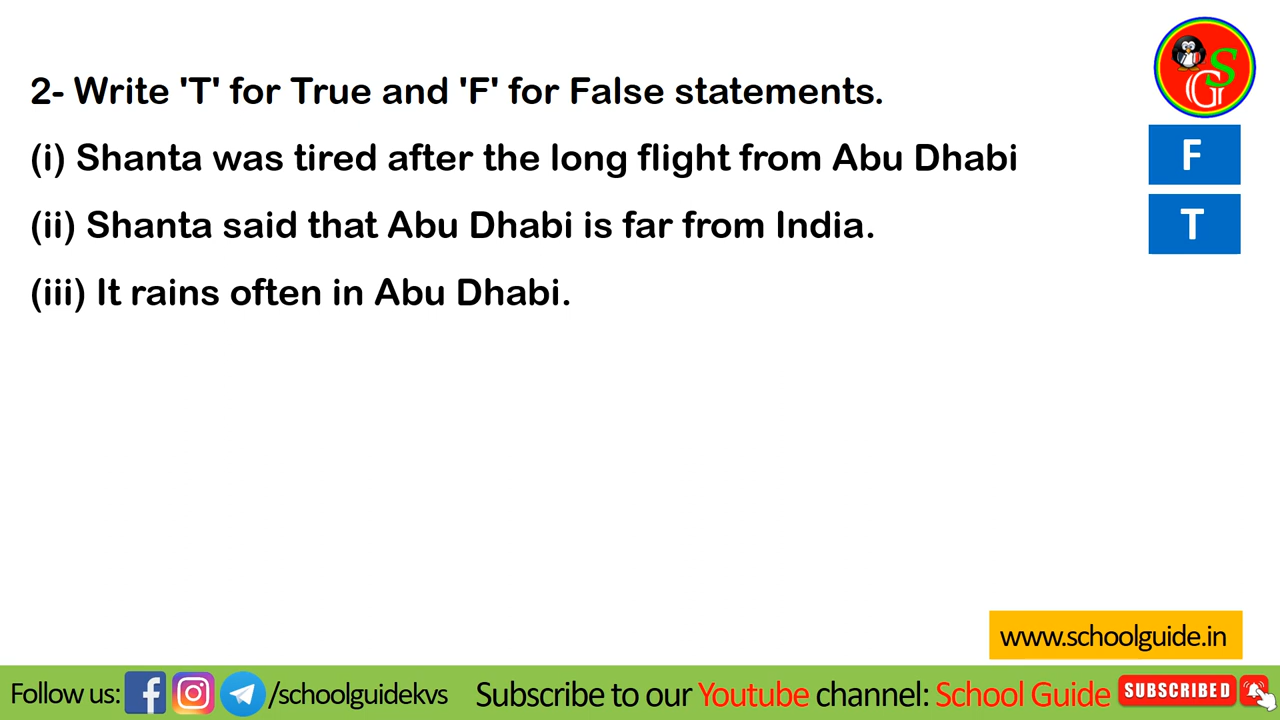 2- Write 'T' for True and 'F' for False statements.
(i) Shanta was tired after the long flight from Abu Dhabi
F
(ii) Shanta said that Abu Dhabi is far from India.
T
(iii) It rains often in Abu Dhabi.
SG
www.schoolguide.in
Follow us: /schoolguidekvs Subscribe to our Youtube channel: School Guide SUBSCRIBED